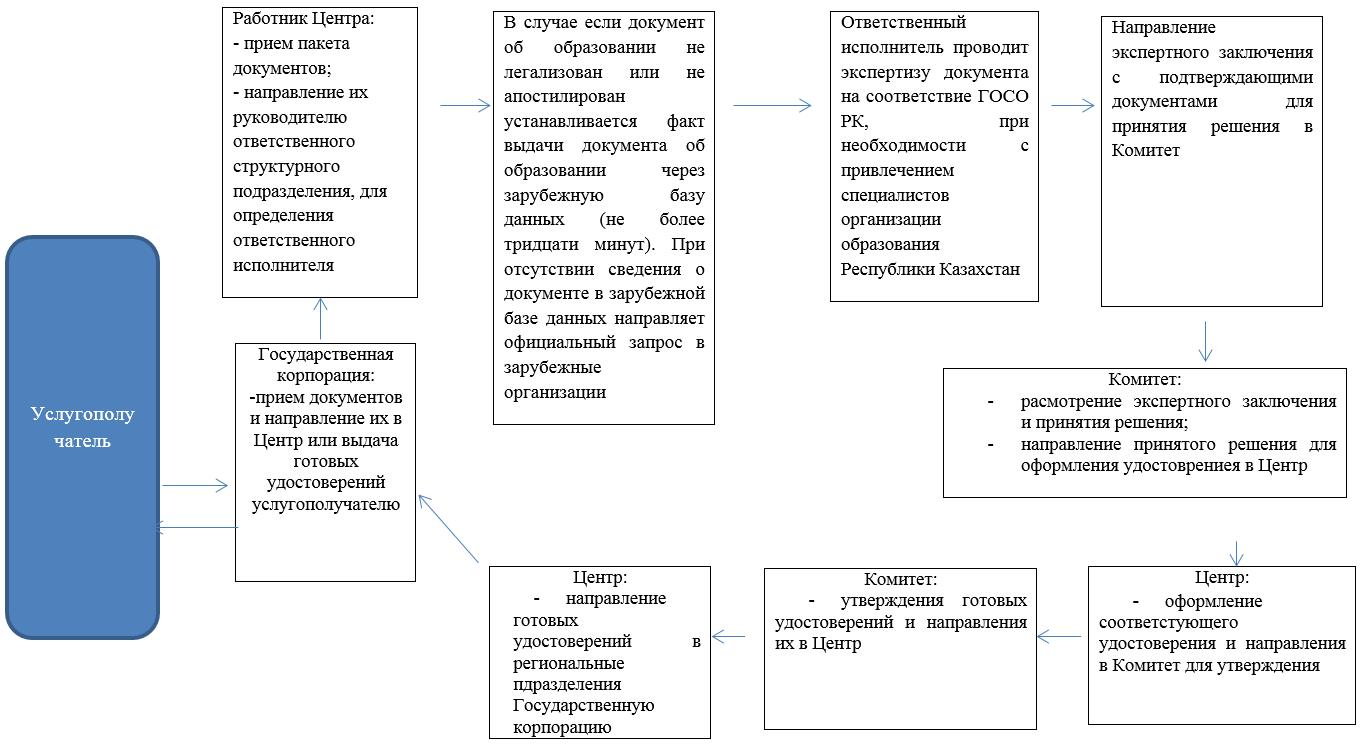 Работник Центра:
- прием пакета
документов;
- направление их
руководителю
ответственного
структурного
подразделения, для
определения
ответственного
исполнителя
В случае если документ
об образовании не
легализован или не
апостилирован
устанавливается факт
выдачи документа об
образовании через
зарубежную базу
данных (не более
тридцати минут). При
отсутствии сведения о
документе в зарубежной
базе данных направляет
официальный запрос в
зарубежные
организации
Ответственный
исполнитель проводит
экспертизу документа
на соответствие ГОСО
РК, при
необходимости с
привлечением
специалистов
организации
образования
Республики Казахстан
Направление
экспертного заключения
с подтверждающими
документами для
принятия решения в
Комитет
Услугополу
чатель
Государственная
корпорация:
-прием документов
и направление их в
Центр или выдача
готовых
удостоверений
услугополучателю
Комитет:
- расмотрение экспертного заключения
и принятия решения;
- направление принятого решения для
оформления удостоврениея в Центр
Центр:
- оформление
соответстующего
удостоверения и направления
в Комитет для утверждения
Комитет:
- утверждения готовых
удостоверений и направления
их в Центр
Центр:
- направление
готовых
удостоверений в
региональные
пдразделения
Государственную
корпорацию